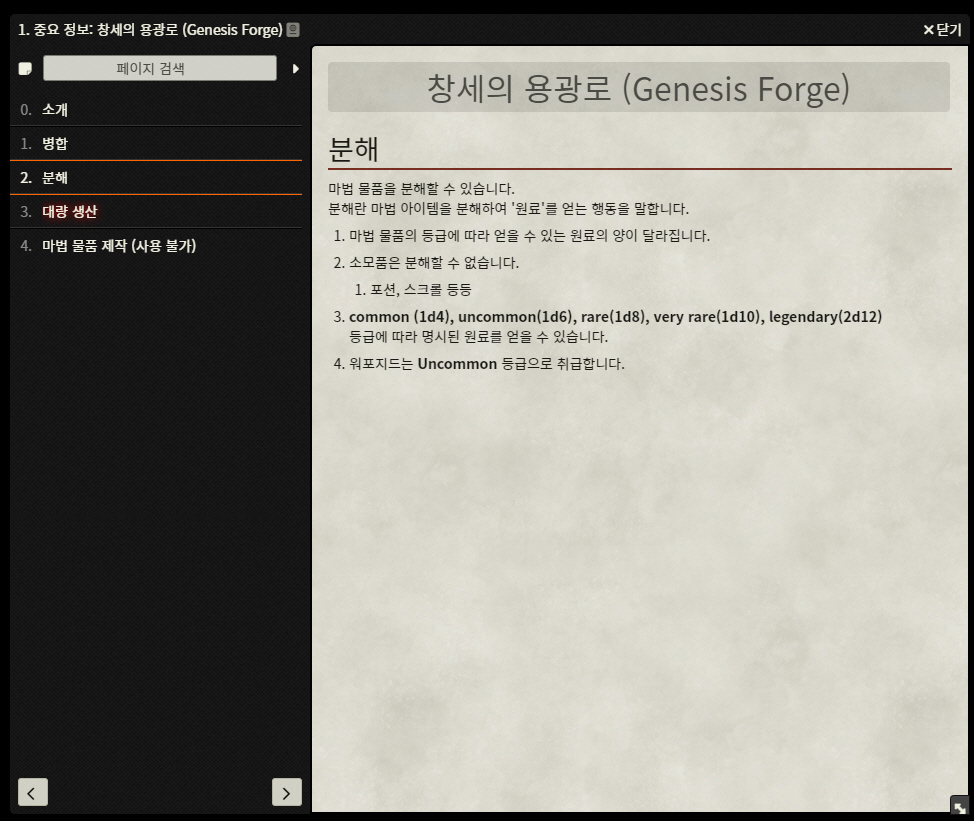 1. 중요 정보: 창세의 용광로 (Genesis Forge)
닫기
페이지 검색
0. 소개
1. 병합
2. 분해
3. 대량 생산
4. 마법 물품 제작 (사용 불가)
창세의 용광로 (Genesis Forge)
분해
마법 물품을 분해할 수 있습니다.
분해란 마법 아이템을 분해하여 '원료'를 얻는 행동을 말합니다.
1. 마법 물품의 등급에 따라 얻을 수 있는 원료의 양이 달라집니다.
2. 소모품은 분해할 수 없습니다.
1. 포션, 스크롤 등등
3. common (1d4), uncommon(1d6), rare(1d8), very rare(1d10), legendary(2d12)
등급에 따라 명시된 원료를 얻을 수 있습니다.
4. 워포지드는 Uncommon 등급으로 취급합니다.